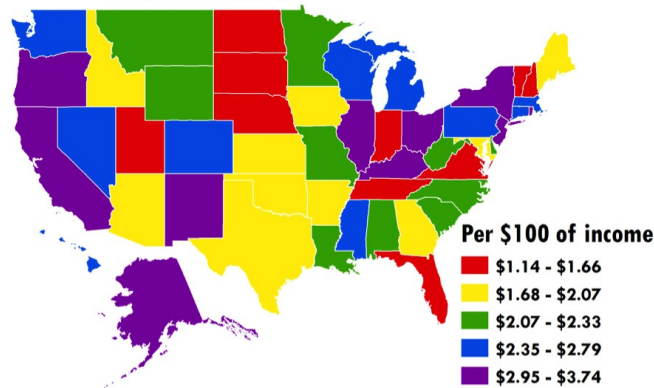 Per $100 of income
$1.14 - $1.66
$1.68 - $2.07
$2.07 - $2.33
$2.35 - $2.79
$2.95 - $3.74